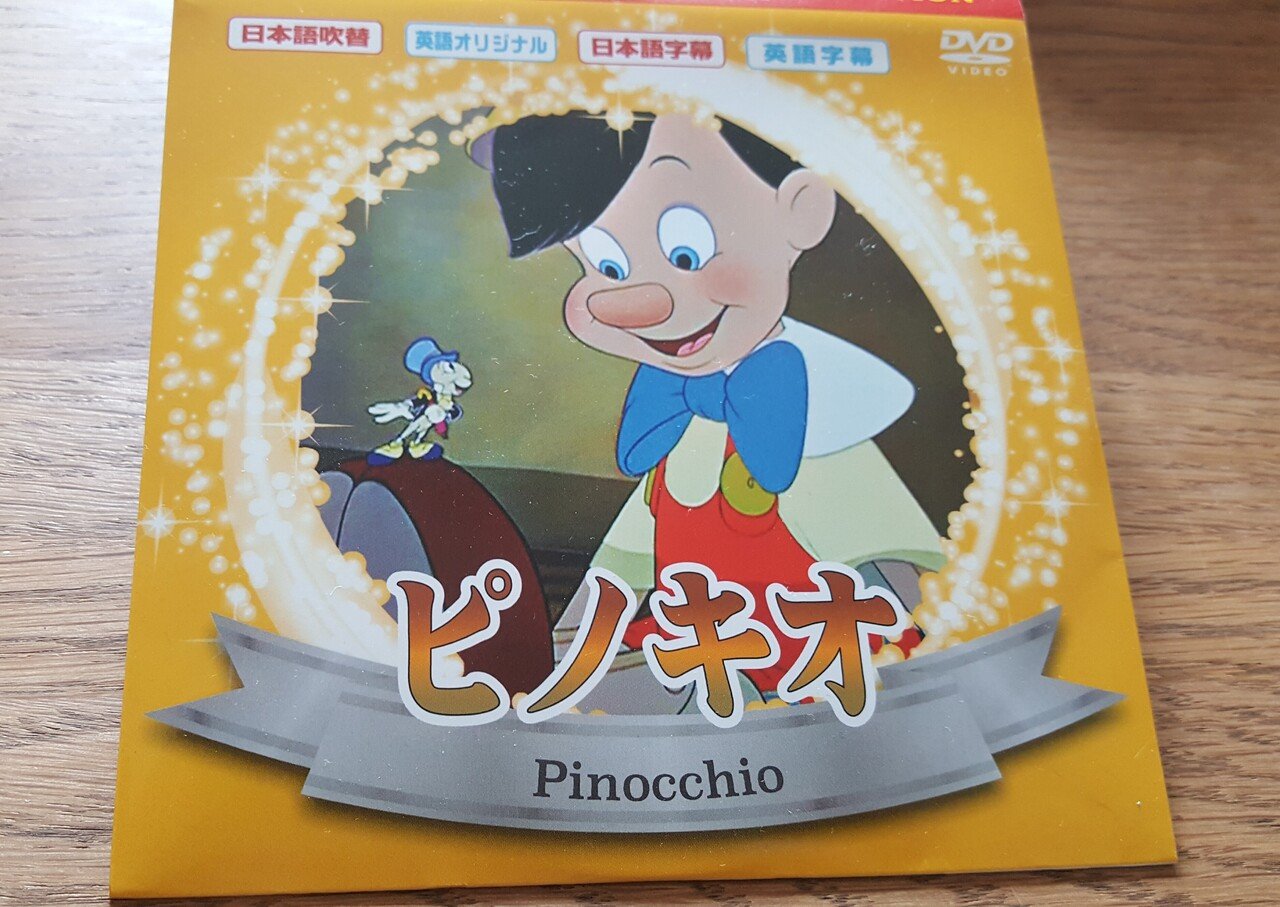 日本語吹替 英語オリジナル 日本語字幕 英語字幕
DVD
VIDEO
ピノキオ
Pinocchio